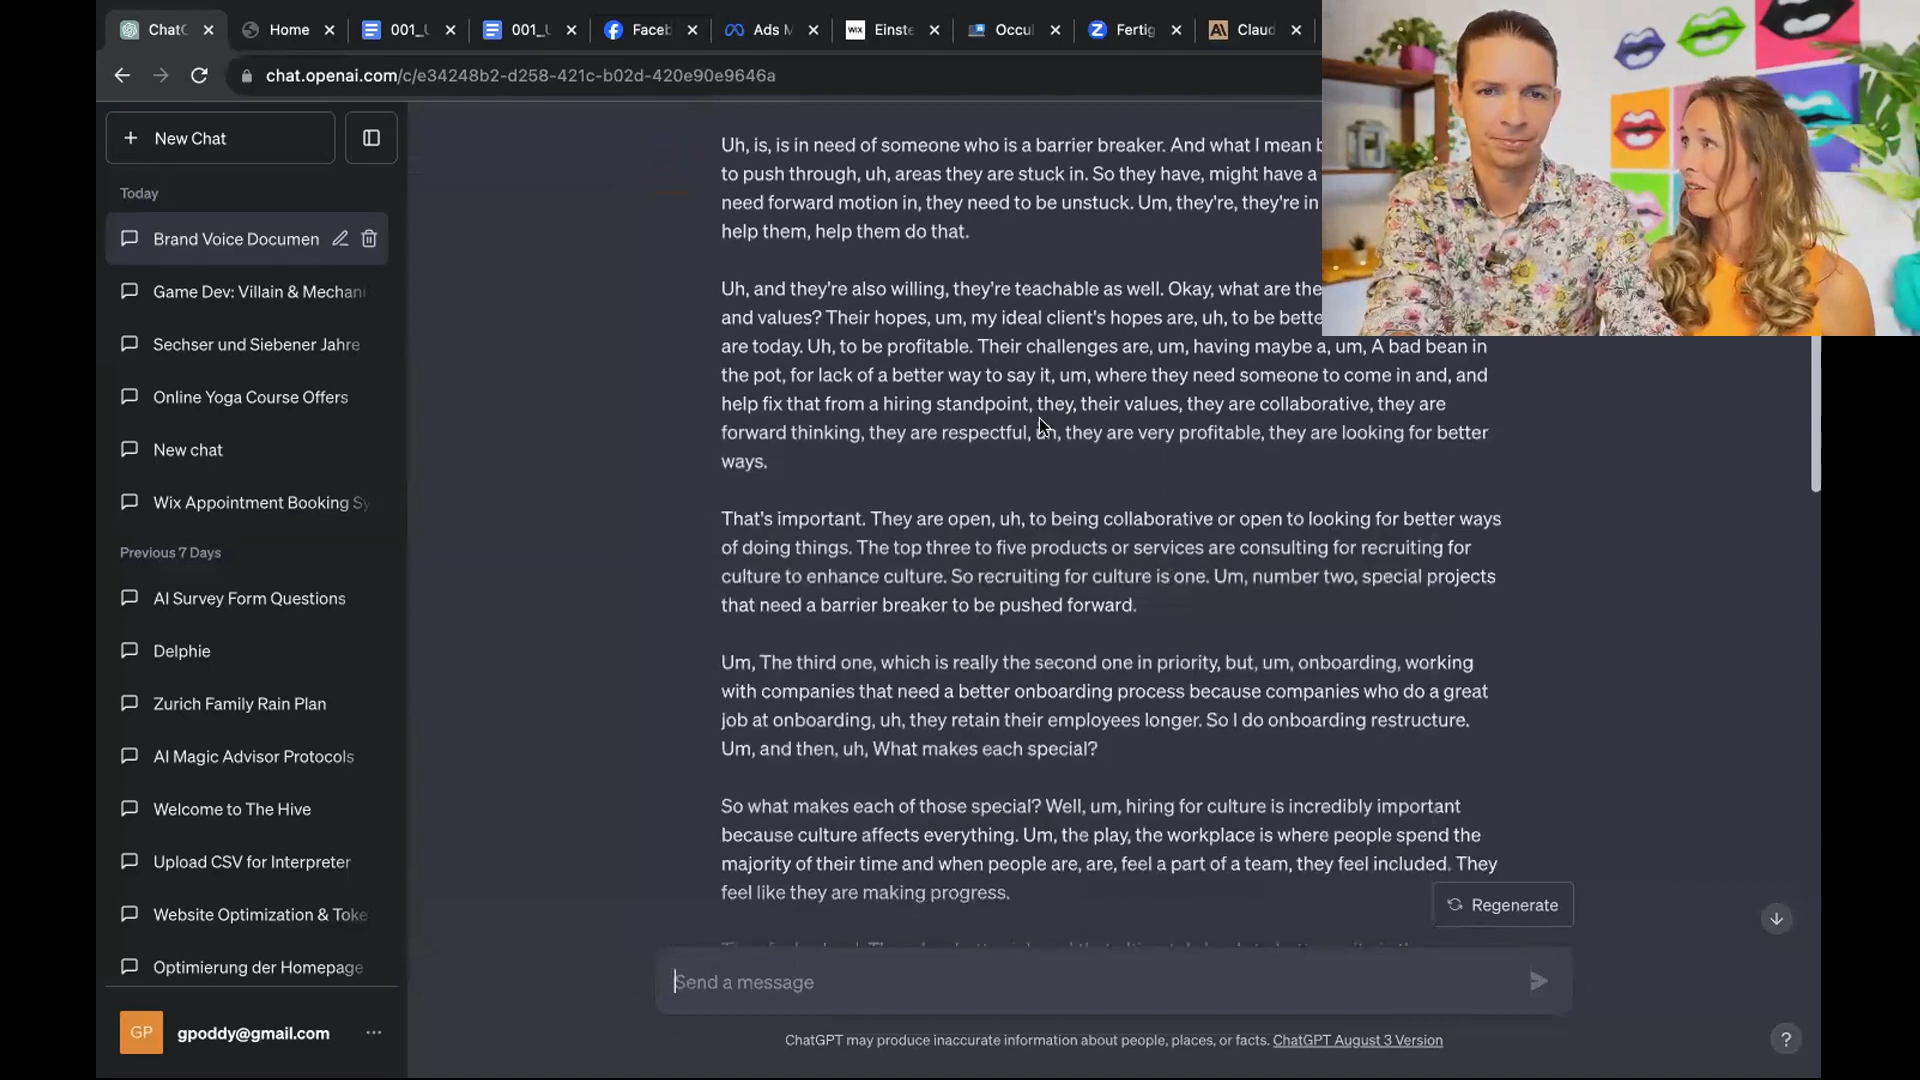 ChatG
Home
001_U
001_U
Faceb
Ads M
WIX
Einste
Occul
Fertig
Claud
chat.openai.com/c/e34248b2-d258-421c-b02d-420e90e9646a
New Chat
Today
Brand Voice Documen
Game Dev: Villain & Mechani
Sechser und Siebener Jahre
Online Yoga Course Offers
New chat
Wix Appointment Booking Sy
Previous 7 Days
AI Survey Form Questions
Delphie
Zurich Family Rain Plan
AI Magic Advisor Protocols
Welcome to The Hive
Upload CSV for Interpreter
Website Optimization & Toke
Optimierung der Homepage
GP
gpoddy@gmail.com
Uh, is, is in need of someone who is a barrier breaker. And what I mean b
to push through, uh, areas they are stuck in. So they have, might have a
need forward motion in, they need to be unstuck. Um, they're, they're in
help them, help them do that.
Uh, and they're also willing, they're teachable as well. Okay, what are the
and values? Their hopes, um, my ideal client's hopes are, uh, to be bette
are today. Uh, to be profitable. Their challenges are, um, having maybe a, um, A bad bean in
the pot, for lack of a better way to say it, um, where they need someone to come in and, and
help fix that from a hiring standpoint, they, their values, they are collaborative, they are
forward thinking, they are respectful, uh, they are very profitable, they are looking for better
ways.
That's important. They are open, uh, to being collaborative or open to looking for better ways
of doing things. The top three to five products or services are consulting for recruiting for
culture to enhance culture. So recruiting for culture is one. Um, number two, special projects
that need a barrier breaker to be pushed forward.
Um, The third one, which is really the second one in priority, but, um, onboarding, working
with companies that need a better onboarding process because companies who do a great
job at onboarding, uh, they retain their employees longer. So I do onboarding restructure.
Um, and then, uh, What makes each special?
So what makes each of those special? Well, um, hiring for culture is incredibly important
because culture affects everything. Um, the play, the workplace is where people spend the
majority of their time and when people are, are, feel a part of a team, they feel included. They
feel like they are making progress.
Regenerate
Send a message
ChatGPT may produce inaccurate information about people, places, or facts. ChatGPT August 3 Version
?